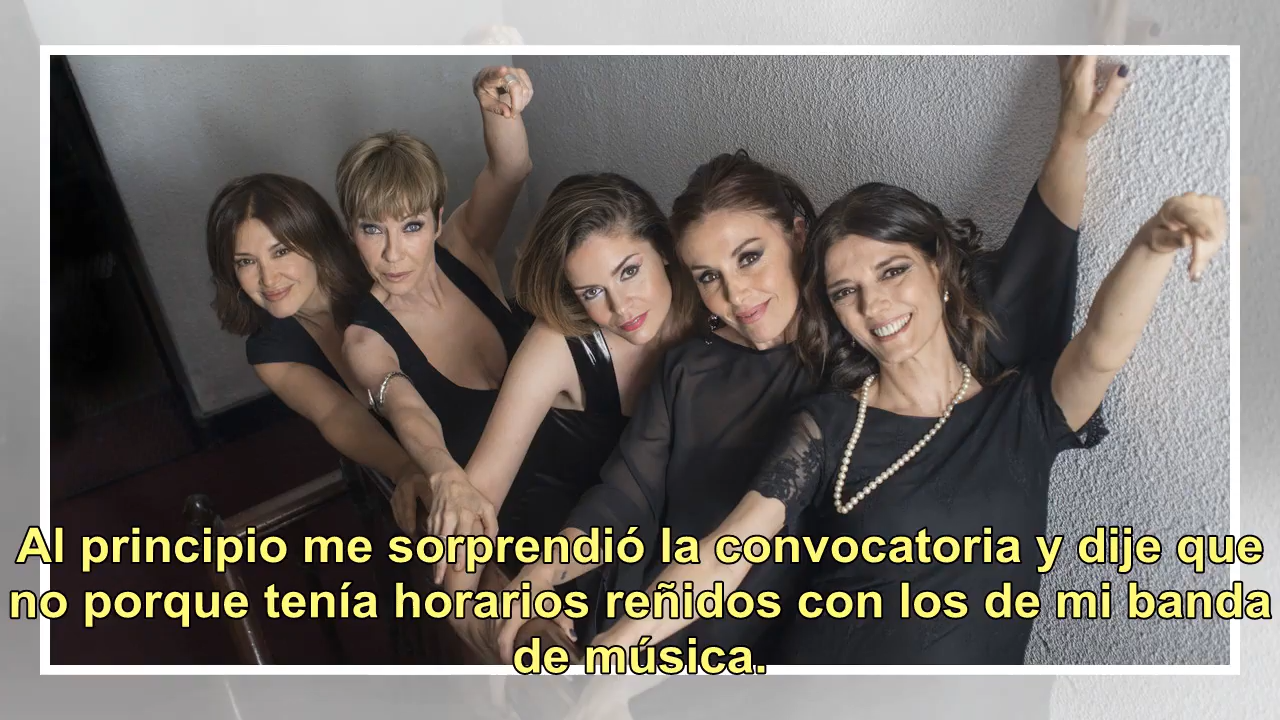 Al principio me sorprendió la convocatoria y dije que
no porque tenía horarios reñidos con los de mi banda
de música.